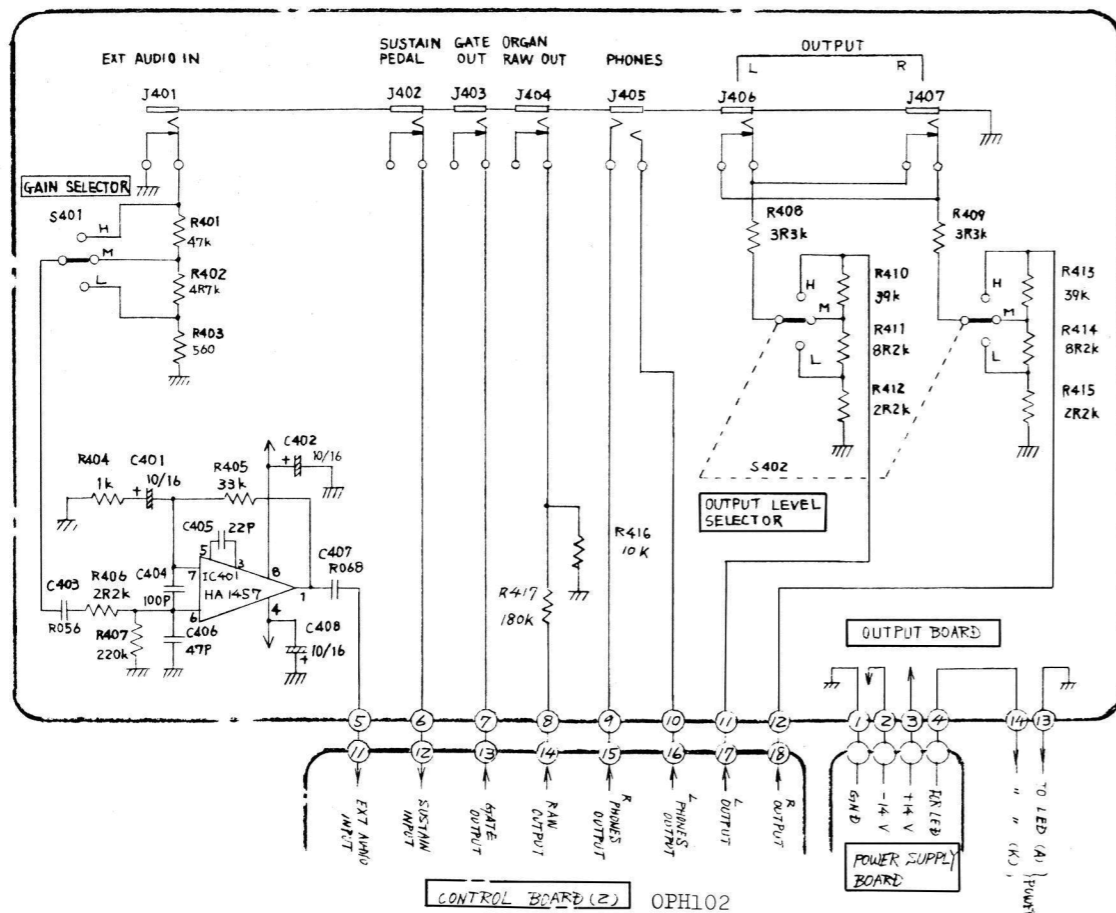 EXT AUDIO IN
SUSTAIN PEDAL
GATE OUT
ORGAN RAW OUT
PHONES
OUTPUT
L
R
J401
J402
J403
J404
J405
J406
J407
GAIN SELECTOR
S401
H
M
L
R401
47k
R402
4R7k
R403
560
R408
3R3k
R409
3R3k
H
M
L
R410
39k
R411
8R2k
R412
2R2k
H
M
L
R413
39k
R414
8R2k
R415
2R2k
S402
OUTPUT LEVEL
SELECTOR
R404
1k
C401
+
10/16
R405
33k
C402
+
10/16
C405
22P
5
3
7
IC401
HA1457
8
6
4
1
C403
R056
R406
2R2k
C404
100P
R407
220k
C406
47P
C407
R068
C408
10/16
+
R416
10K
R417
180k
OUTPUT BOARD
5
6
7
8
9
10
11
12
1
2
3
4
14
13
11
12
13
14
15
16
17
18
EXT AUDIO
INPUT
SUSTAIN
INPUT
GATE
OUTPUT
RAW
OUTPUT
R
PHONES
OUTPUT
L
PHONES
OUTPUT
L
OUTPUT
R
OUTPUT
GND
-14 V
+14 V
FOR LED
POWER SUPPLY
BOARD
TO LED (A)
" " (K)
POWER
CONTROL BOARD (2)
OPH102